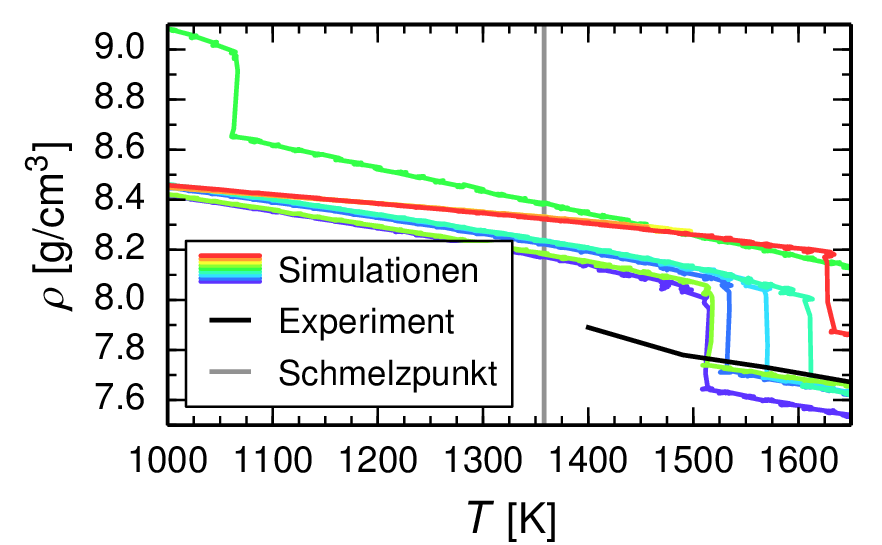 9.0
8.8
8.6
8.4
8.2
8.0
7.8
7.6
ρ [g/cm³]
Simulationen
Experiment
Schmelzpunkt
1000 1100 1200 1300 1400 1500 1600
T [K]